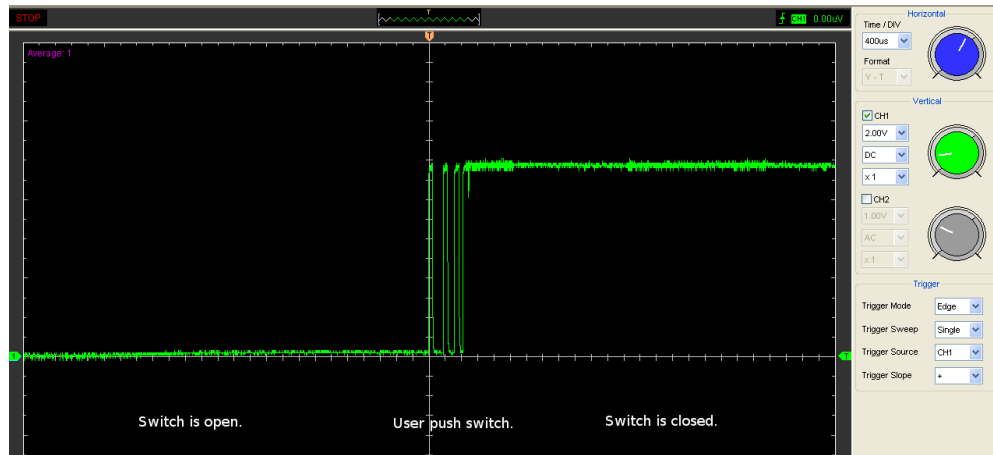 STOP
T
CH1 0.00uV
T
Average: 1
1
T
Switch is open.
User push switch.
Switch is closed.
Horizontal
Time / DIV
400us
Format
Y - T
Vertical
CH1
2.00V
DC
x 1
CH2
1.00V
AC
x 1
Trigger
Trigger Mode Edge
Trigger Sweep Single
Trigger Source CH1
Trigger Slope +